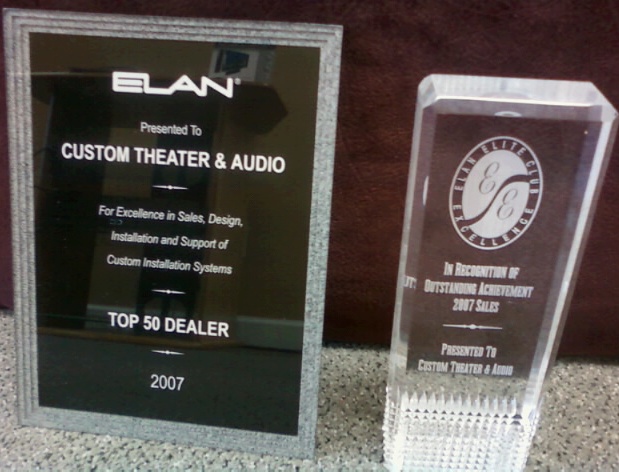 ELAN®
Presented To
CUSTOM THEATER & AUDIO
For Excellence in Sales, Design,
Installation and Support of
Custom Installation Systems
TOP 50 DEALER
2007
ELAN ELITE CLUB
EE
EXCELLENCE
IN RECOGNITION OF
OUTSTANDING ACHIEVEMENT
2007 SALES
PRESENTED TO
CUSTOM THEATER & AUDIO